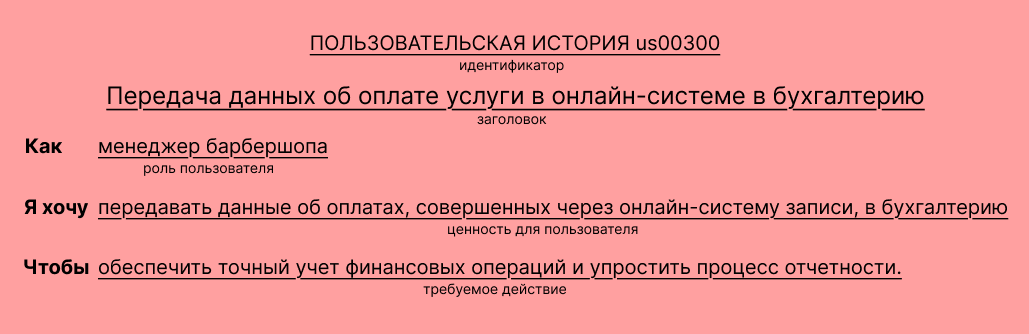 ПОЛЬЗОВАТЕЛЬСКАЯ ИСТОРИЯ us00300
идентификатор
Передача данных об оплате услуги в онлайн-системе в бухгалтерию
заголовок
Как менеджер барбершопа
роль пользователя
Я хочу передавать данные об оплатах, совершенных через онлайн-систему записи, в бухгалтерию
ценность для пользователя
Чтобы обеспечить точный учет финансовых операций и упростить процесс отчетности.
требуемое действие